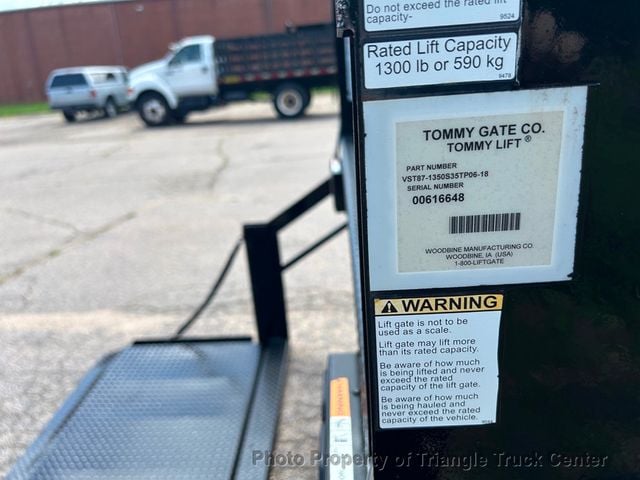 Do not exceed the rated lift
capacity-
9524
Rated Lift Capacity
1300 lb or 590 kg
9478
TOMMY GATE CO.
TOMMY LIFT®
PART NUMBER
VST87-1350S35TP06-18
SERIAL NUMBER
00616648
WOODBINE MANUFACTURING CO.
WOODBINE, IA (USA)
1-800-LIFTGATE
WARNING
Lift gate is not to be
used as a scale.
Lift gate may lift more
than its rated capacity.
Be aware of how much
is being lifted and never
exceed the rated
capacity of the lift gate.
Be aware of how much
is being hauled and
never exceed the rated
capacity of the vehicle.
WARNING
Photo Property of Triangle Truck Center